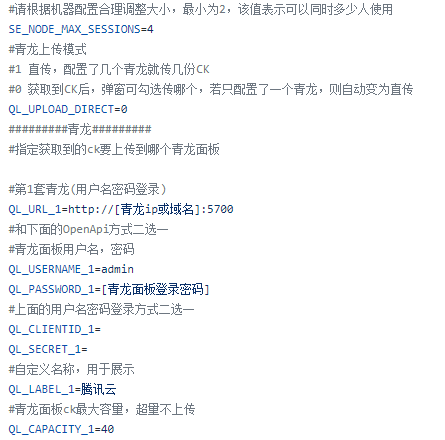 #请根据机器配置合理调整大小，最小为2，该值表示可以同时多少人使用
SE_NODE_MAX_SESSIONS=4
#青龙上传模式
#1 直传，配置了几个青龙就传几份CK
#0 获取到CK后，弹窗可勾选传哪个，若只配置了一个青龙，则自动变为直传
QL_UPLOAD_DIRECT=0
#########青龙#########
#指定获取到的ck要上传到哪个青龙面板
#第1套青龙(用户名密码登录)
QL_URL_1=http://[青龙ip或域名]:5700
#和下面的OpenApi方式二选一
#青龙面板用户名，密码
QL_USERNAME_1=admin
QL_PASSWORD_1=[青龙面板登录密码]
#上面的用户名密码登录方式二选一
QL_CLIENTID_1=
QL_SECRET_1=
#自定义名称，用于展示
QL_LABEL_1=腾讯云
#青龙面板ck最大容量，超量不上传
QL_CAPACITY_1=40